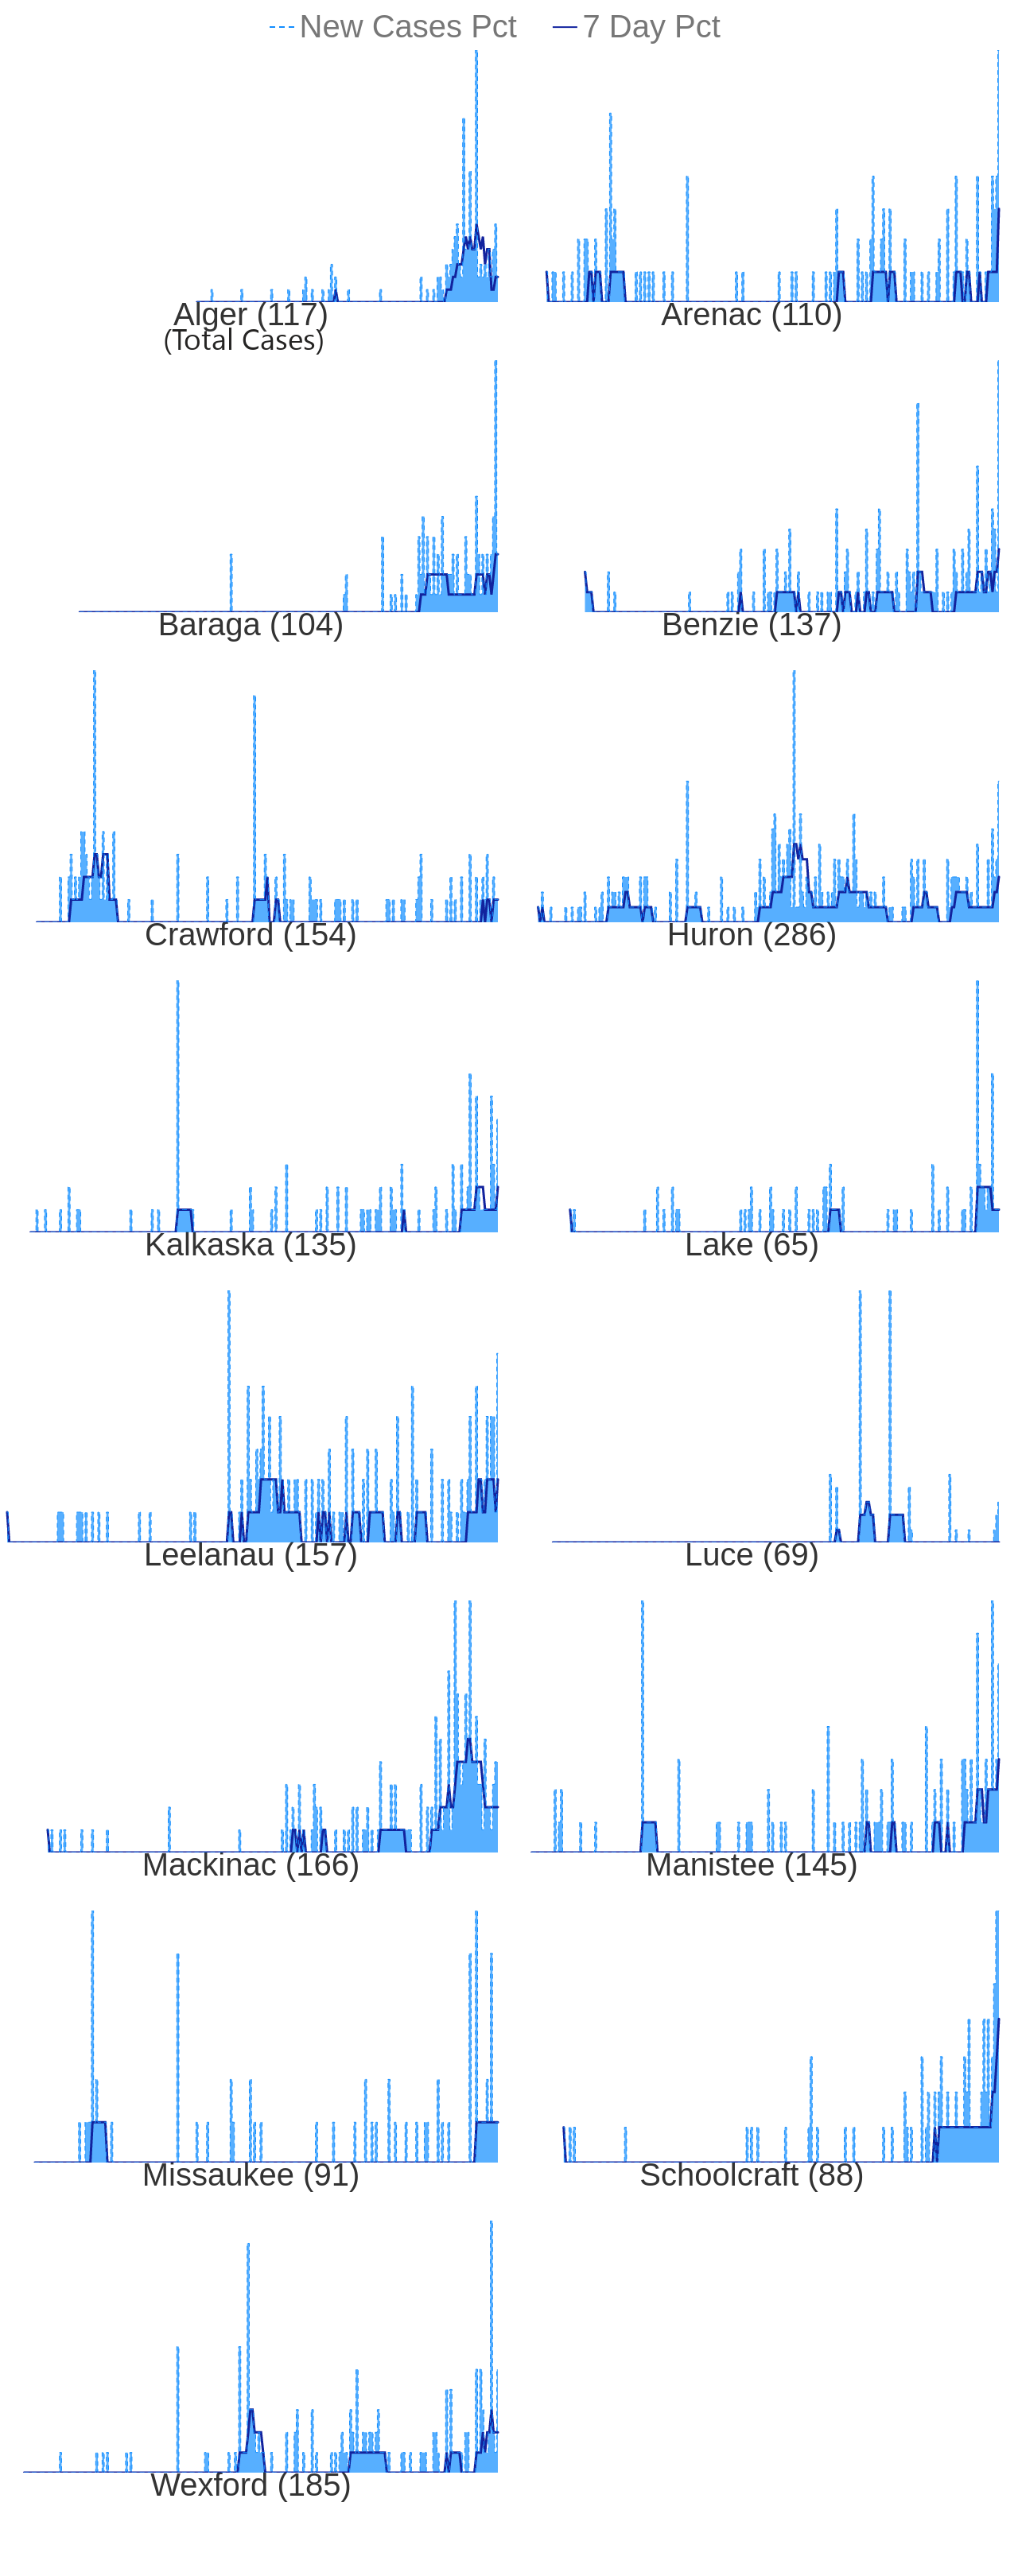 New Cases Pct 7 Day Pct
Alger (117) Arenac (110)
(Total Cases)
Baraga (104) Benzie (137)
Crawford (154) Huron (286)
Kalkaska (135) Lake (65)
Leelanau (157) Luce (69)
Mackinac (166) Manistee (145)
Missaukee (91) Schoolcraft (88)
Wexford (185)